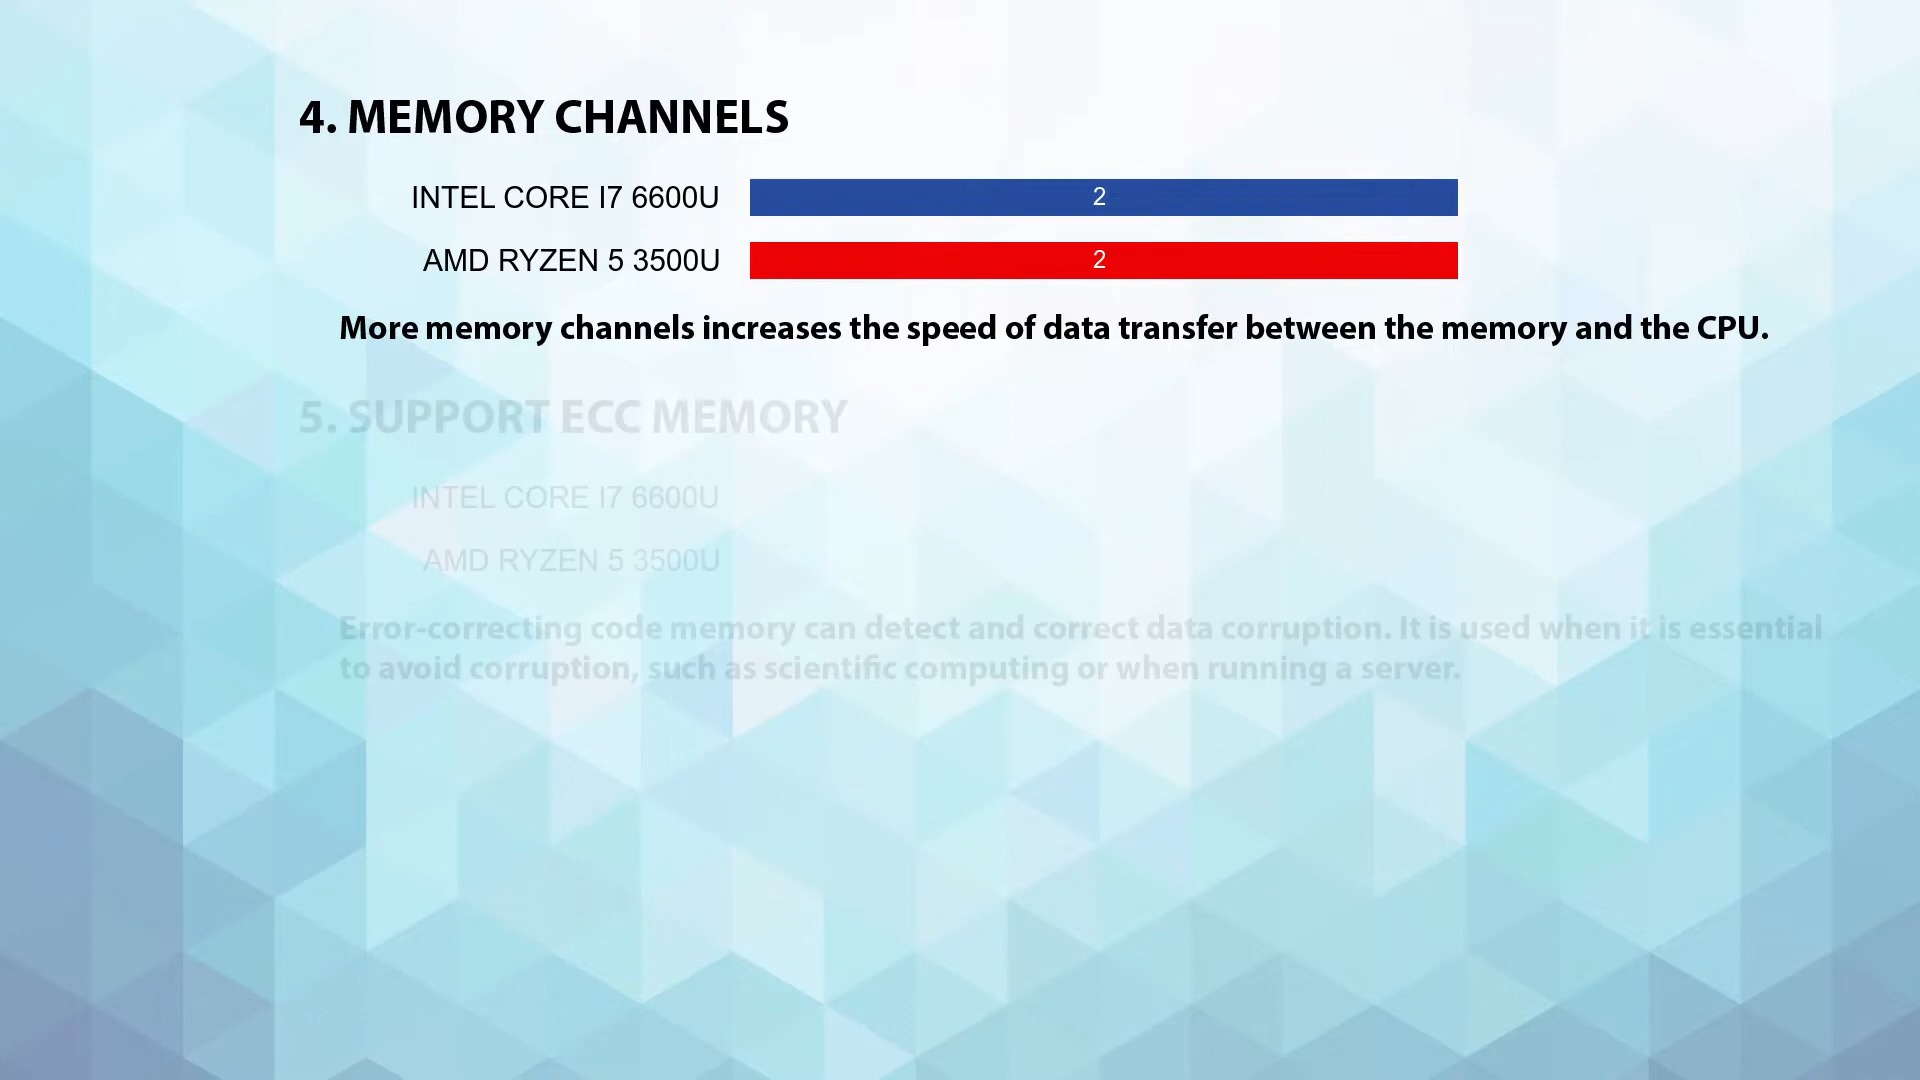 4. MEMORY CHANNELS
INTEL CORE I7 6600U 2
AMD RYZEN 5 3500U 2
More memory channels increases the speed of data transfer between the memory and the CPU.
5. SUPPORT ECC MEMORY
INTEL CORE I7 6600U
AMD RYZEN 5 3500U
Error-correcting code memory can detect and correct data corruption. It is used when it is essential
to avoid corruption, such as scientific computing or when running a server.